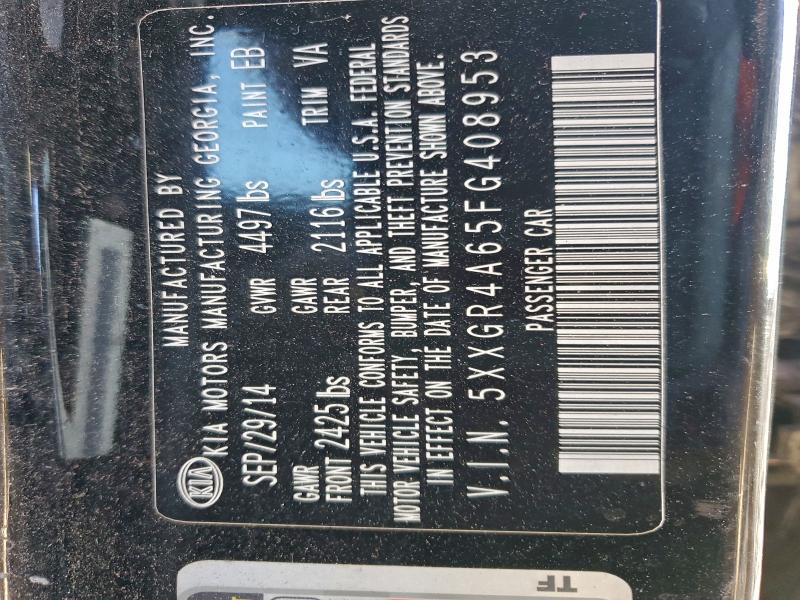 MANUFACTURED BY
KIA KIA MOTORS MANUFACTURING GEORGIA, INC.
SEP/29/14 GVWR 4497 lbs PAINT EB
GAWR FRONT 2425 lbs GAWR REAR 2116 lbs TRIM VA
THIS VEHICLE CONFORMS TO ALL APPLICABLE U.S.A. FEDERAL
MOTOR VEHICLE SAFETY, BUMPER, AND THEFT PREVENTION STANDARDS
IN EFFECT ON THE DATE OF MANUFACTURE SHOWN ABOVE.
V.I.N. 5XXGR4A65FG408953
PASSENGER CAR
TF